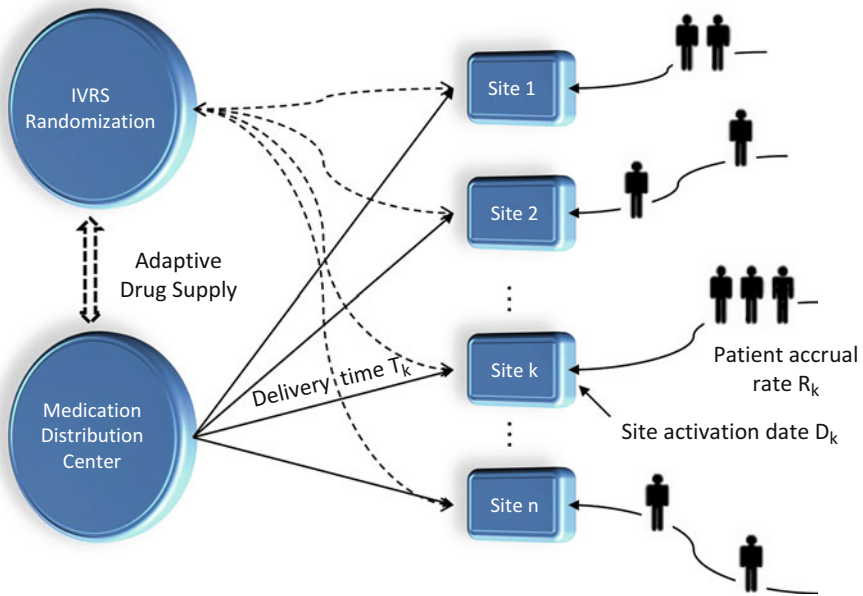 IVRS
Randomization
Site 1
Site 2
Adaptive
Drug Supply
⋮
Site k
Patient accrual
rate Rk
Delivery time Tk
Medication
Distribution
Center
Site activation date Dk
⋮
Site n